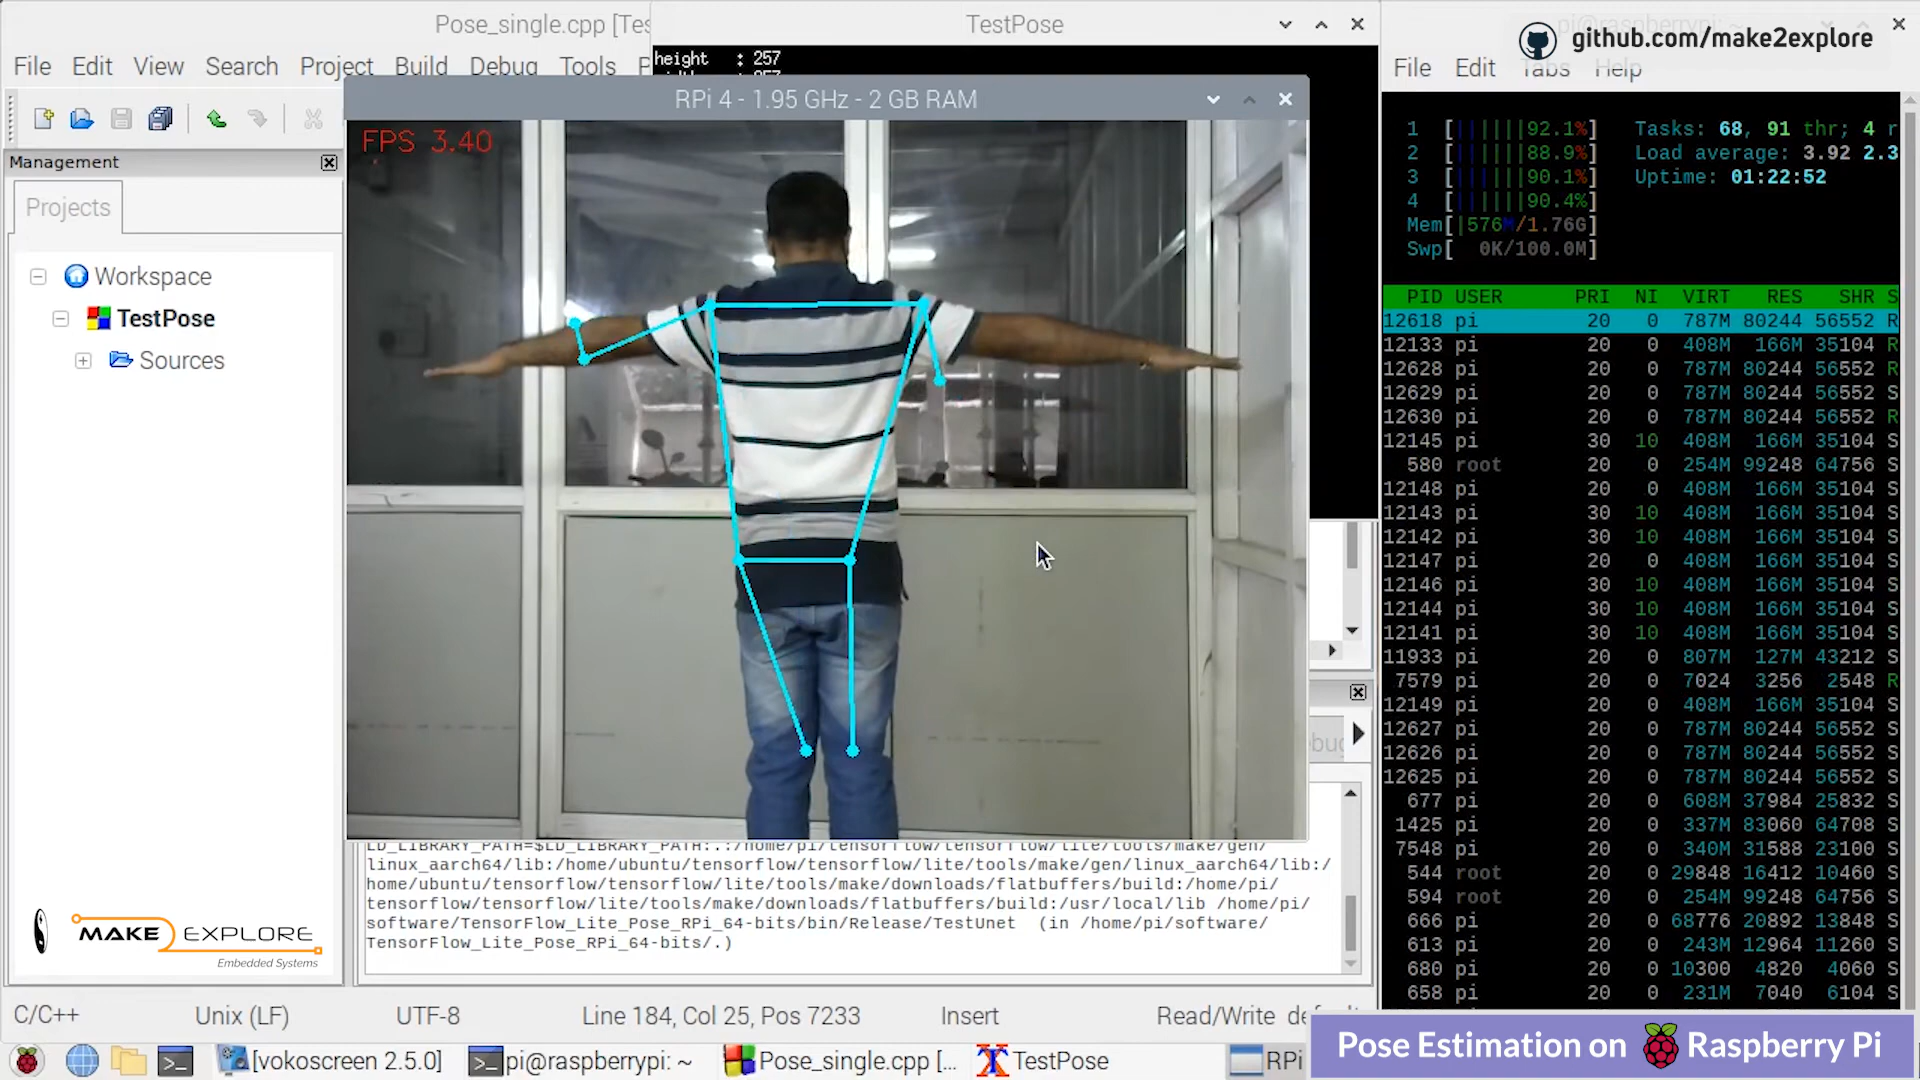 Pose_single.cpp [Tes
TestPose
github.com/make2explore
File Edit View Search Project Build Debug Tools P
height : 257
File Edit Tabs Help
RPi 4 - 1.95 GHz - 2 GB RAM
FPS 3.40
Management
Projects
Workspace
TestPose
Sources
1 [||||||92.1%] Tasks: 68, 91 thr; 4 r
2 [||||||88.9%] Load average: 3.92 2.3
3 [||||||90.1%] Uptime: 01:22:52
4 [||||||90.4%]
Mem[|576M/1.76G]
Swp[ 0K/100.0M]
PID USER PRI NI VIRT RES SHR S
12618 pi 20 0 787M 80244 56552 R
12133 pi 20 0 408M 166M 35104 R
12628 pi 20 0 787M 80244 56552 R
12629 pi 20 0 787M 80244 56552 S
12630 pi 20 0 787M 80244 56552 R
12145 pi 30 10 408M 166M 35104 S
580 root 20 0 254M 99248 64756 S
12148 pi 20 0 408M 166M 35104 S
12143 pi 30 10 408M 166M 35104 S
12142 pi 30 10 408M 166M 35104 S
12147 pi 20 0 408M 166M 35104 S
12146 pi 30 10 408M 166M 35104 S
12144 pi 30 10 408M 166M 35104 S
12141 pi 30 10 408M 166M 35104 S
11933 pi 20 0 807M 127M 43212 S
7579 pi 20 0 7024 3256 2548 R
12149 pi 20 0 408M 166M 35104 S
12627 pi 20 0 787M 80244 56552 S
12626 pi 20 0 787M 80244 56552 S
12625 pi 20 0 787M 80244 56552 S
677 pi 20 0 608M 37984 25832 S
1425 pi 20 0 337M 83060 64708 S
7548 pi 20 0 340M 31588 23100 S
544 root 20 0 29848 16412 10460 S
594 root 20 0 254M 99248 64756 S
666 pi 20 0 68776 20892 13848 S
613 pi 20 0 243M 12964 11260 S
680 pi 20 0 10300 4820 4060 S
658 pi 20 0 231M 7040 6104 S
LD_LIBRARY_PATH=$LD_LIBRARY_PATH:.:/home/pi/tensorflow/tensorflow/lite/tools/make/gen/
linux_aarch64/lib:/home/ubuntu/tensorflow/tensorflow/lite/tools/make/gen/linux_aarch64/lib:/
home/ubuntu/tensorflow/tensorflow/lite/tools/make/downloads/flatbuffers/build:/home/pi/
tensorflow/tensorflow/lite/tools/make/downloads/flatbuffers/build:/usr/local/lib /home/pi/
software/TensorFlow_Lite_Pose_RPi_64-bits/bin/Release/TestUnet (in /home/pi/software/
TensorFlow_Lite_Pose_RPi_64-bits/.)
MAKE EXPLORE
Embedded Systems
C/C++ Unix (LF) UTF-8 Line 184, Col 25, Pos 7233 Insert Read/Write
[vokoscreen 2.5.0] pi@raspberrypi: ~ Pose_single.cpp [... TestPose RPi
Pose Estimation on Raspberry Pi